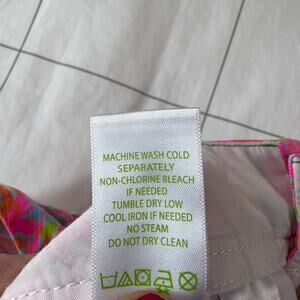 MACHINE WASH COLD
SEPARATELY
NON-CHLORINE BLEACH
IF NEEDED
TUMBLE DRY LOW
COOL IRON IF NEEDED
NO STEAM
DO NOT DRY CLEAN